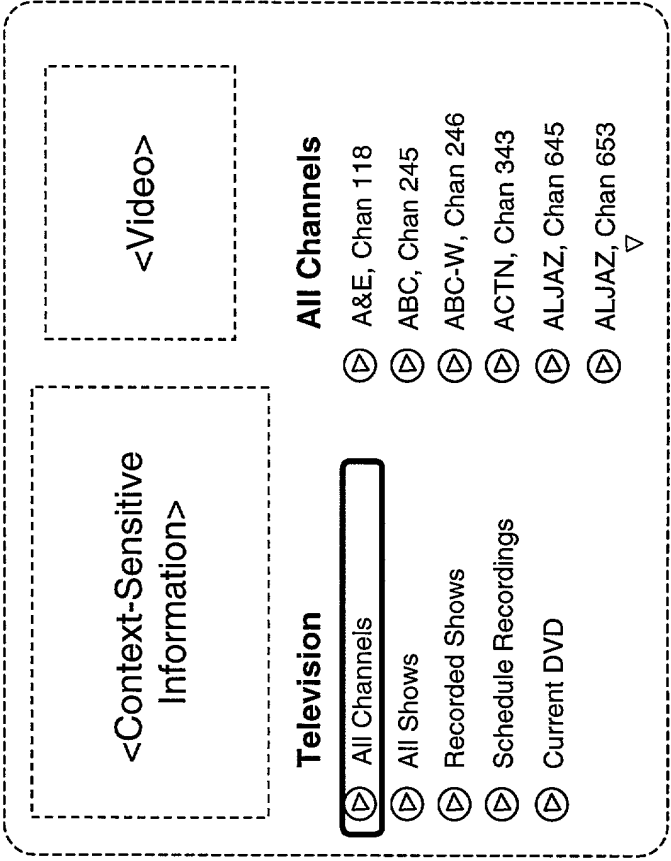 <Context-Sensitive
Information>
<Video>
Television
All Channels
All Shows
Recorded Shows
Schedule Recordings
Current DVD
All Channels
A&E, Chan 118
ABC, Chan 245
ABC-W, Chan 246
ACTN, Chan 343
ALJAZ, Chan 645
ALJAZ, Chan 653